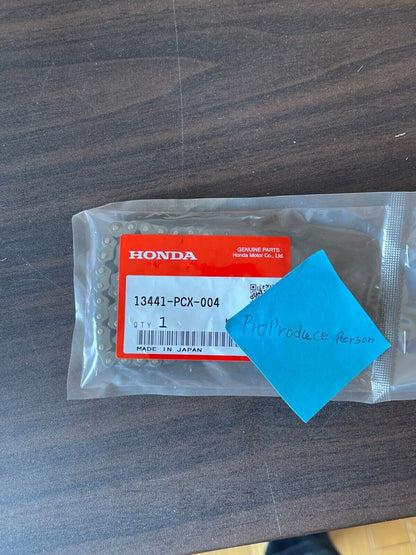 HONDA
GENUINE PARTS
Honda Motor Co., Ltd.
13441-PCX-004
QTY 1
MADE IN JAPAN
ProProduce Person